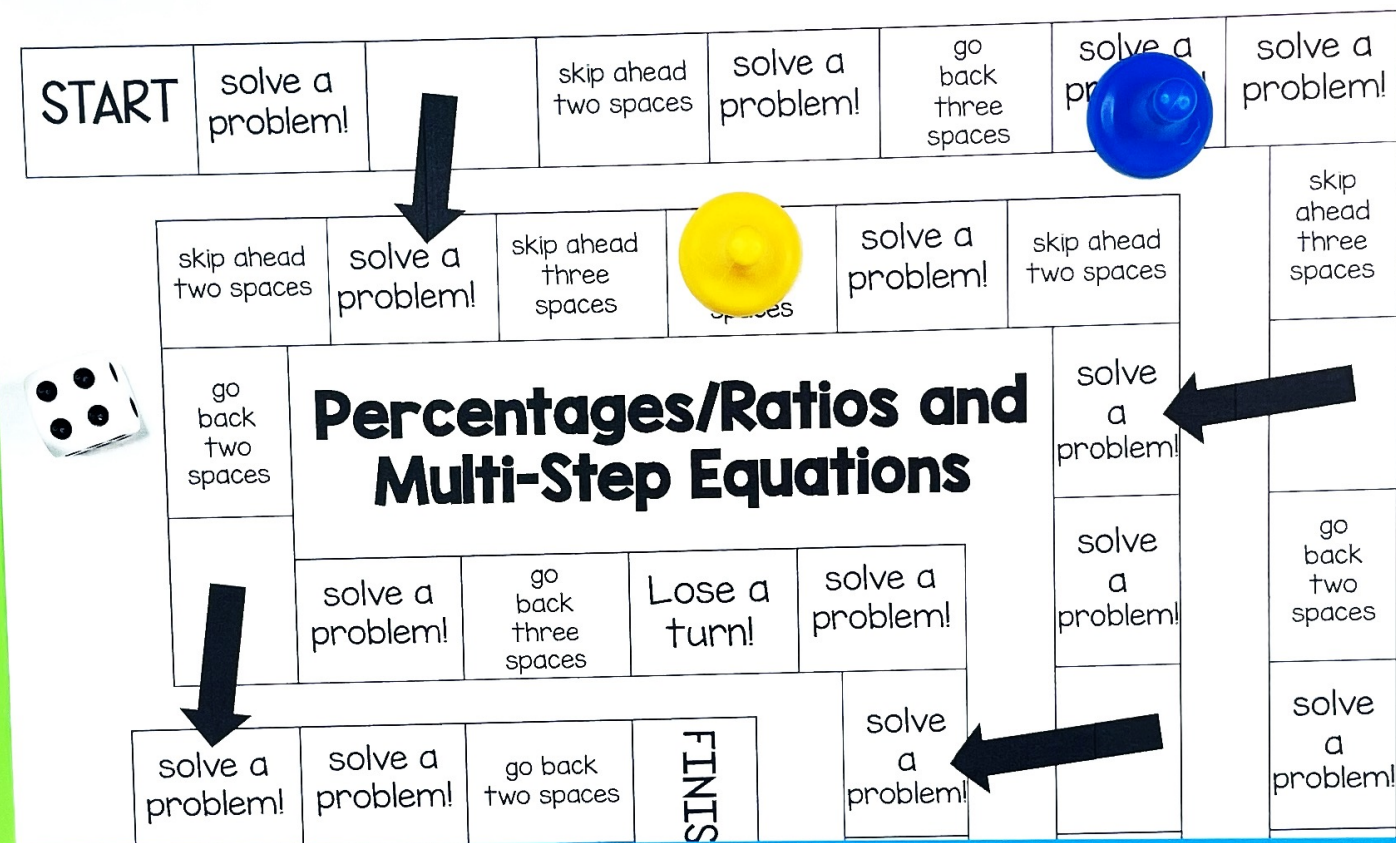 START
solve a
problem!
skip ahead
two spaces
solve a
problem!
go
back
three
spaces
solve a
solve a
problem!
skip
ahead
three
spaces
skip ahead
two spaces
solve a
problem!
skip ahead
three
spaces
spaces
solve a
problem!
skip ahead
two spaces
go
back
two
spaces
Percentages/Ratios and
Multi-Step Equations
solve
a
problem!
solve
a
problem!
go
back
two
spaces
solve a
problem!
go
back
three
spaces
Lose a
turn!
solve a
problem!
solve
a
problem!
solve
a
problem!
solve a
problem!
solve a
problem!
go back
two spaces
FINIS